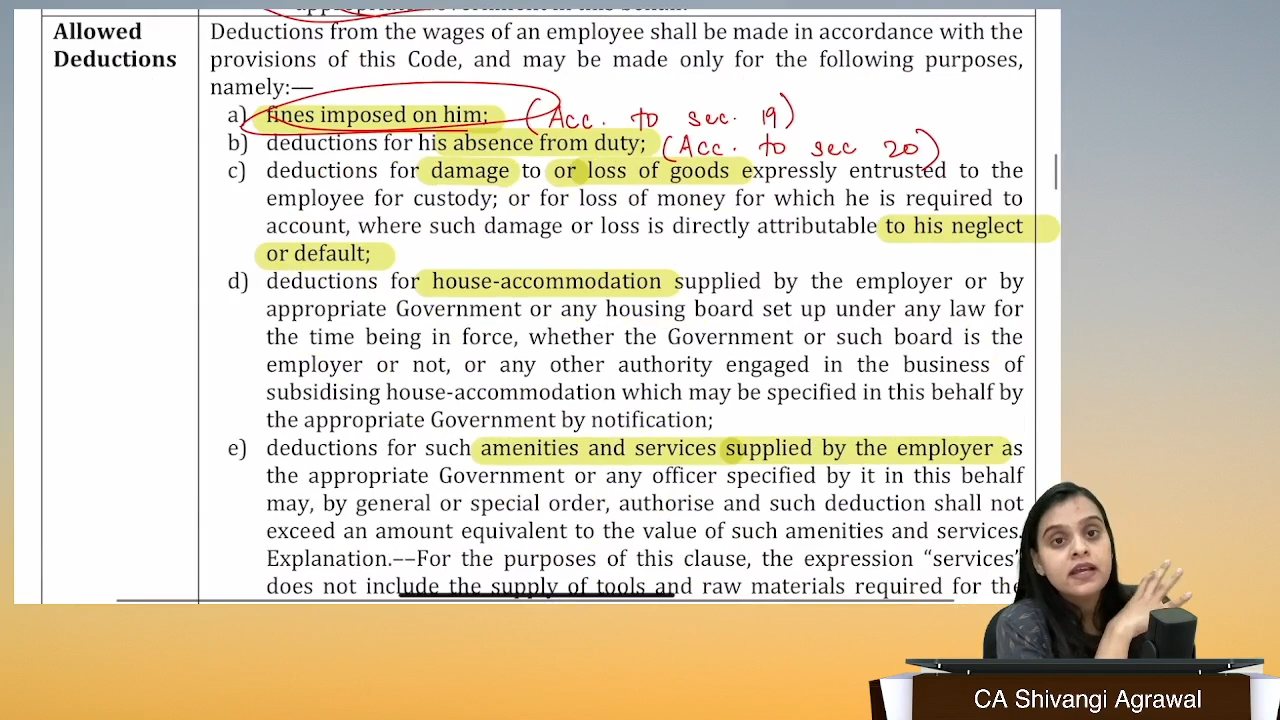 Allowed
Deductions
Deductions from the wages of an employee shall be made in accordance with the
provisions of this Code, and may be made only for the following purposes,
namely:—
a) fines imposed on him; (Acc. to sec. 19)
b) deductions for his absence from duty; (Acc. to sec 20)
c) deductions for damage to or loss of goods expressly entrusted to the
employee for custody; or for loss of money for which he is required to
account, where such damage or loss is directly attributable to his neglect
or default;
d) deductions for house-accommodation supplied by the employer or by
appropriate Government or any housing board set up under any law for
the time being in force, whether the Government or such board is the
employer or not, or any other authority engaged in the business of
subsidising house-accommodation which may be specified in this behalf by
the appropriate Government by notification;
e) deductions for such amenities and services supplied by the employer as
the appropriate Government or any officer specified by it in this behalf
may, by general or special order, authorise and such deduction shall not
exceed an amount equivalent to the value of such amenities and services.
Explanation.––For the purposes of this clause, the expression “services”
does not include the supply of tools and raw materials required for the
CA Shivangi Agrawal